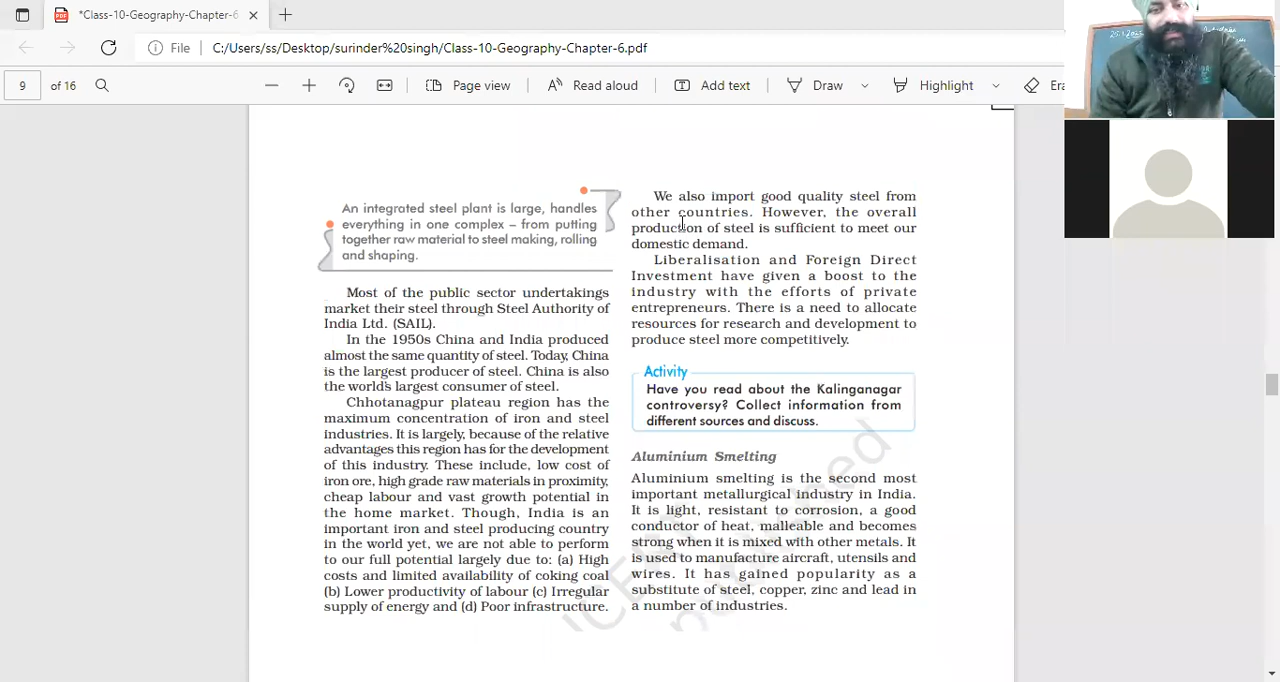 *Class-10-Geography-Chapter-6
File
C:/Users/ss/Desktop/surinder%20singh/Class-10-Geography-Chapter-6.pdf
9
of 16
Page view
Read aloud
Add text
Draw
Highlight
Era
An integrated steel plant is large, handles
everything in one complex – from putting
together raw material to steel making, rolling
and shaping.
Most of the public sector undertakings
market their steel through Steel Authority of
India Ltd. (SAIL).
In the 1950s China and India produced
almost the same quantity of steel. Today, China
is the largest producer of steel. China is also
the world's largest consumer of steel.
Chhotanagpur plateau region has the
maximum concentration of iron and steel
industries. It is largely, because of the relative
advantages this region has for the development
of this industry. These include, low cost of
iron ore, high grade raw materials in proximity,
cheap labour and vast growth potential in
the home market. Though, India is an
important iron and steel producing country
in the world yet, we are not able to perform
to our full potential largely due to: (a) High
costs and limited availability of coking coal
(b) Lower productivity of labour (c) Irregular
supply of energy and (d) Poor infrastructure.
We also import good quality steel from
other countries. However, the overall
production of steel is sufficient to meet our
domestic demand.
Liberalisation and Foreign Direct
Investment have given a boost to the
industry with the efforts of private
entrepreneurs. There is a need to allocate
resources for research and development to
produce steel more competitively.
Activity
Have you read about the Kalinganagar
controversy? Collect information from
different sources and discuss.
Aluminium Smelting
Aluminium smelting is the second most
important metallurgical industry in India.
It is light, resistant to corrosion, a good
conductor of heat, malleable and becomes
strong when it is mixed with other metals. It
is used to manufacture aircraft, utensils and
wires. It has gained popularity as a
substitute of steel, copper, zinc and lead in
a number of industries.